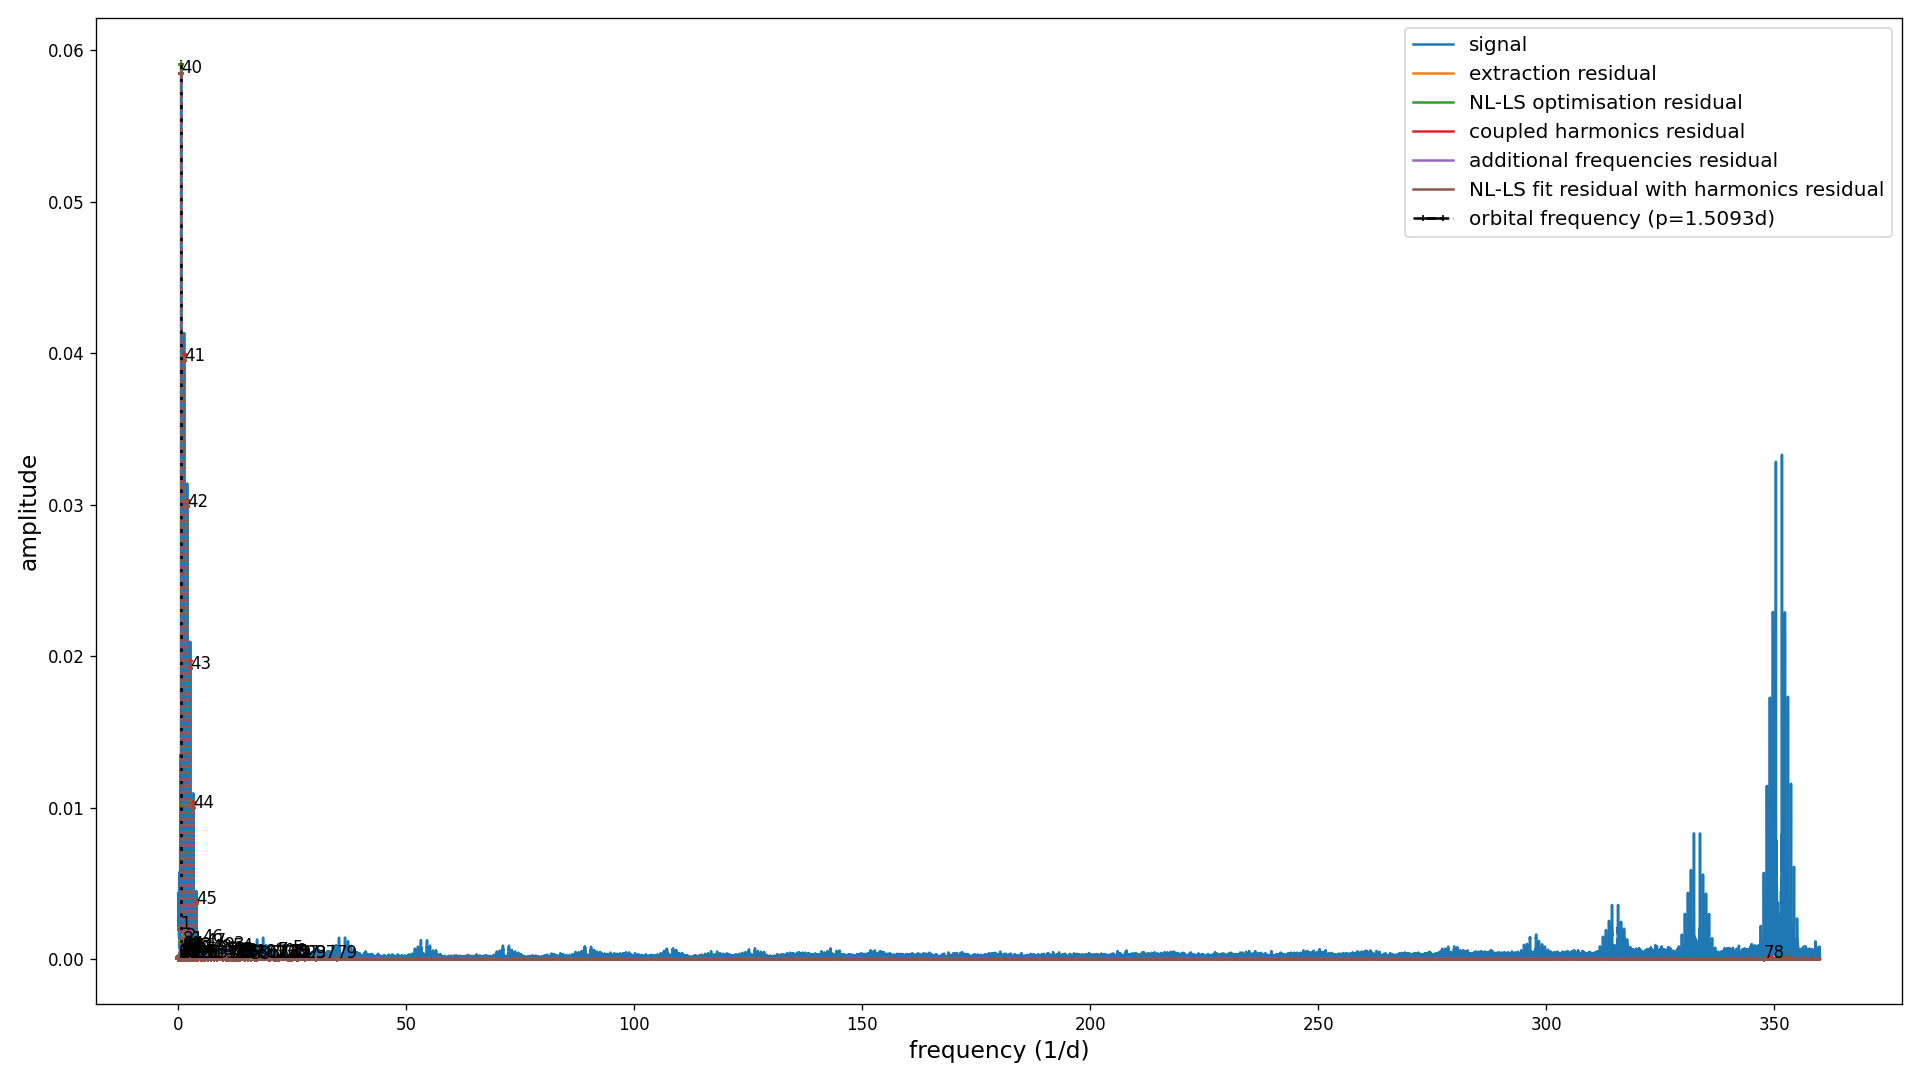 0.06
0.05
0.04
0.03
0.02
0.01
0.00
amplitude
0
50
100
150
200
250
300
350
frequency (1/d)
signal
extraction residual
NL-LS optimisation residual
coupled harmonics residual
additional frequencies residual
NL-LS fit residual with harmonics residual
orbital frequency (p=1.5093d)
40
41
42
43
44
45
46
1
79
78